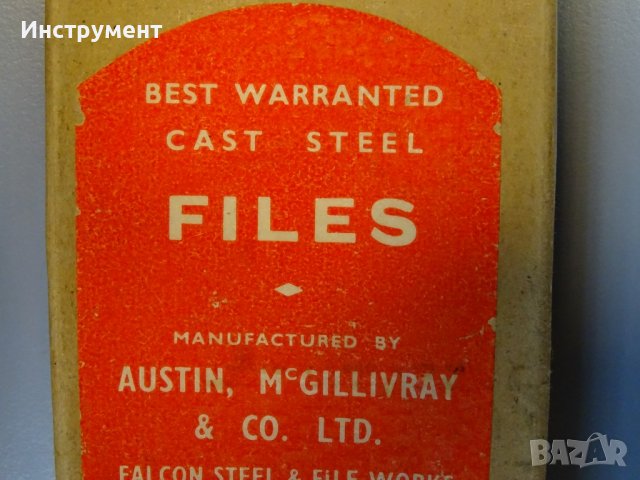 Инструмент
BEST WARRANTED
CAST STEEL
FILES
MANUFACTURED BY
AUSTIN, McGILLIVRAY
& CO. LTD.
FALCON STEEL & FILE WORKS
BAZAR